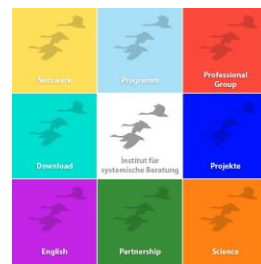 Netzwerk
Programm
Professional
Group
Download
Institut für
systemische Beratung
Projekte
English
Partnership
Science